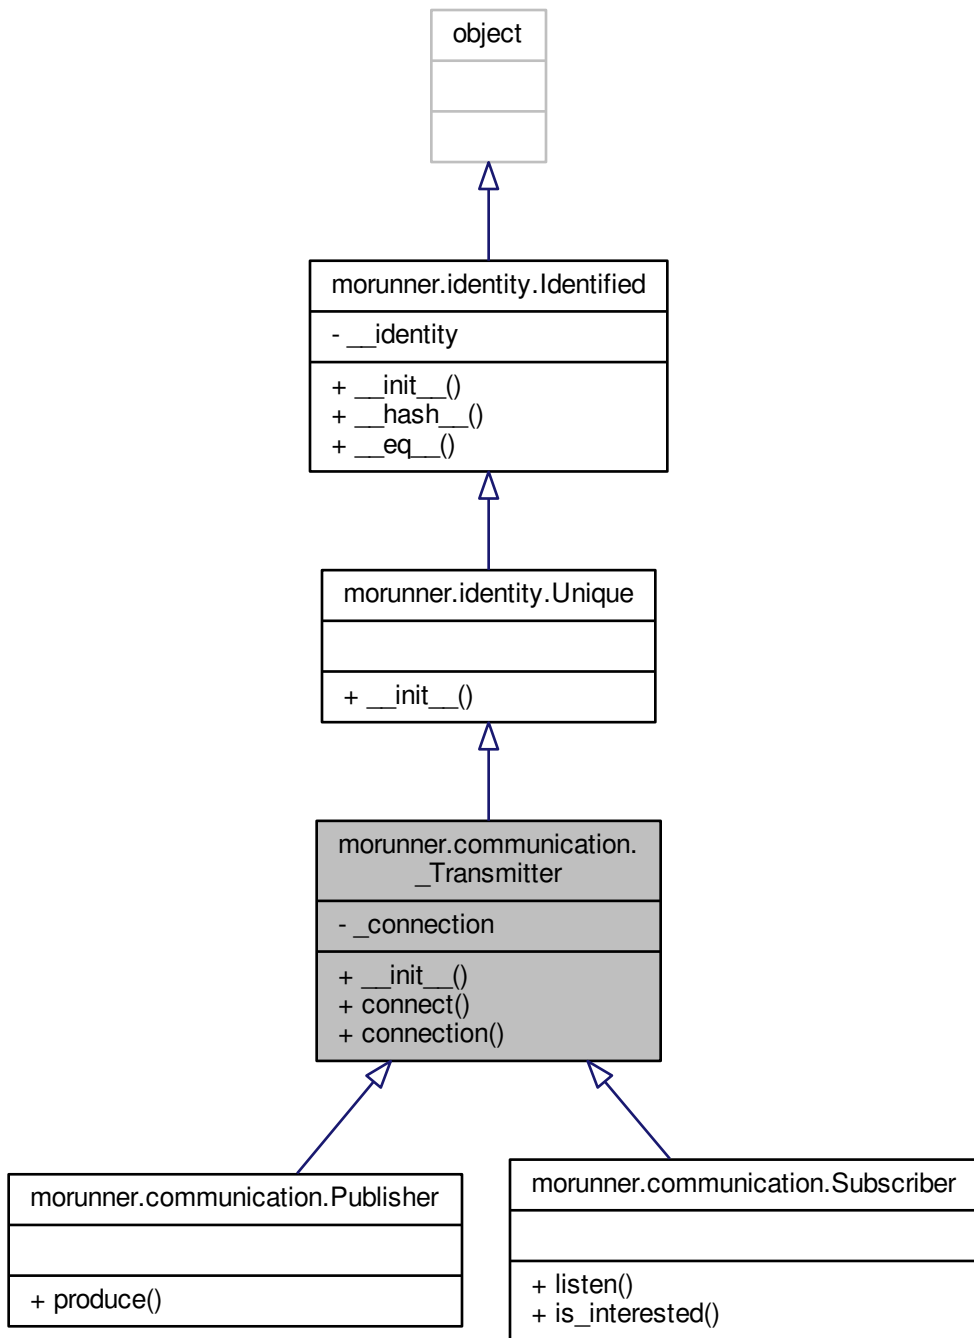 object
morunner.identity.Identified
- __identity
+ __init__()
+ __hash__()
+ __eq__()
morunner.identity.Unique
+ __init__()
morunner.communication.
_Transmitter
- _connection
+ __init__()
+ connect()
+ connection()
morunner.communication.Publisher
+ produce()
morunner.communication.Subscriber
+ listen()
+ is_interested()